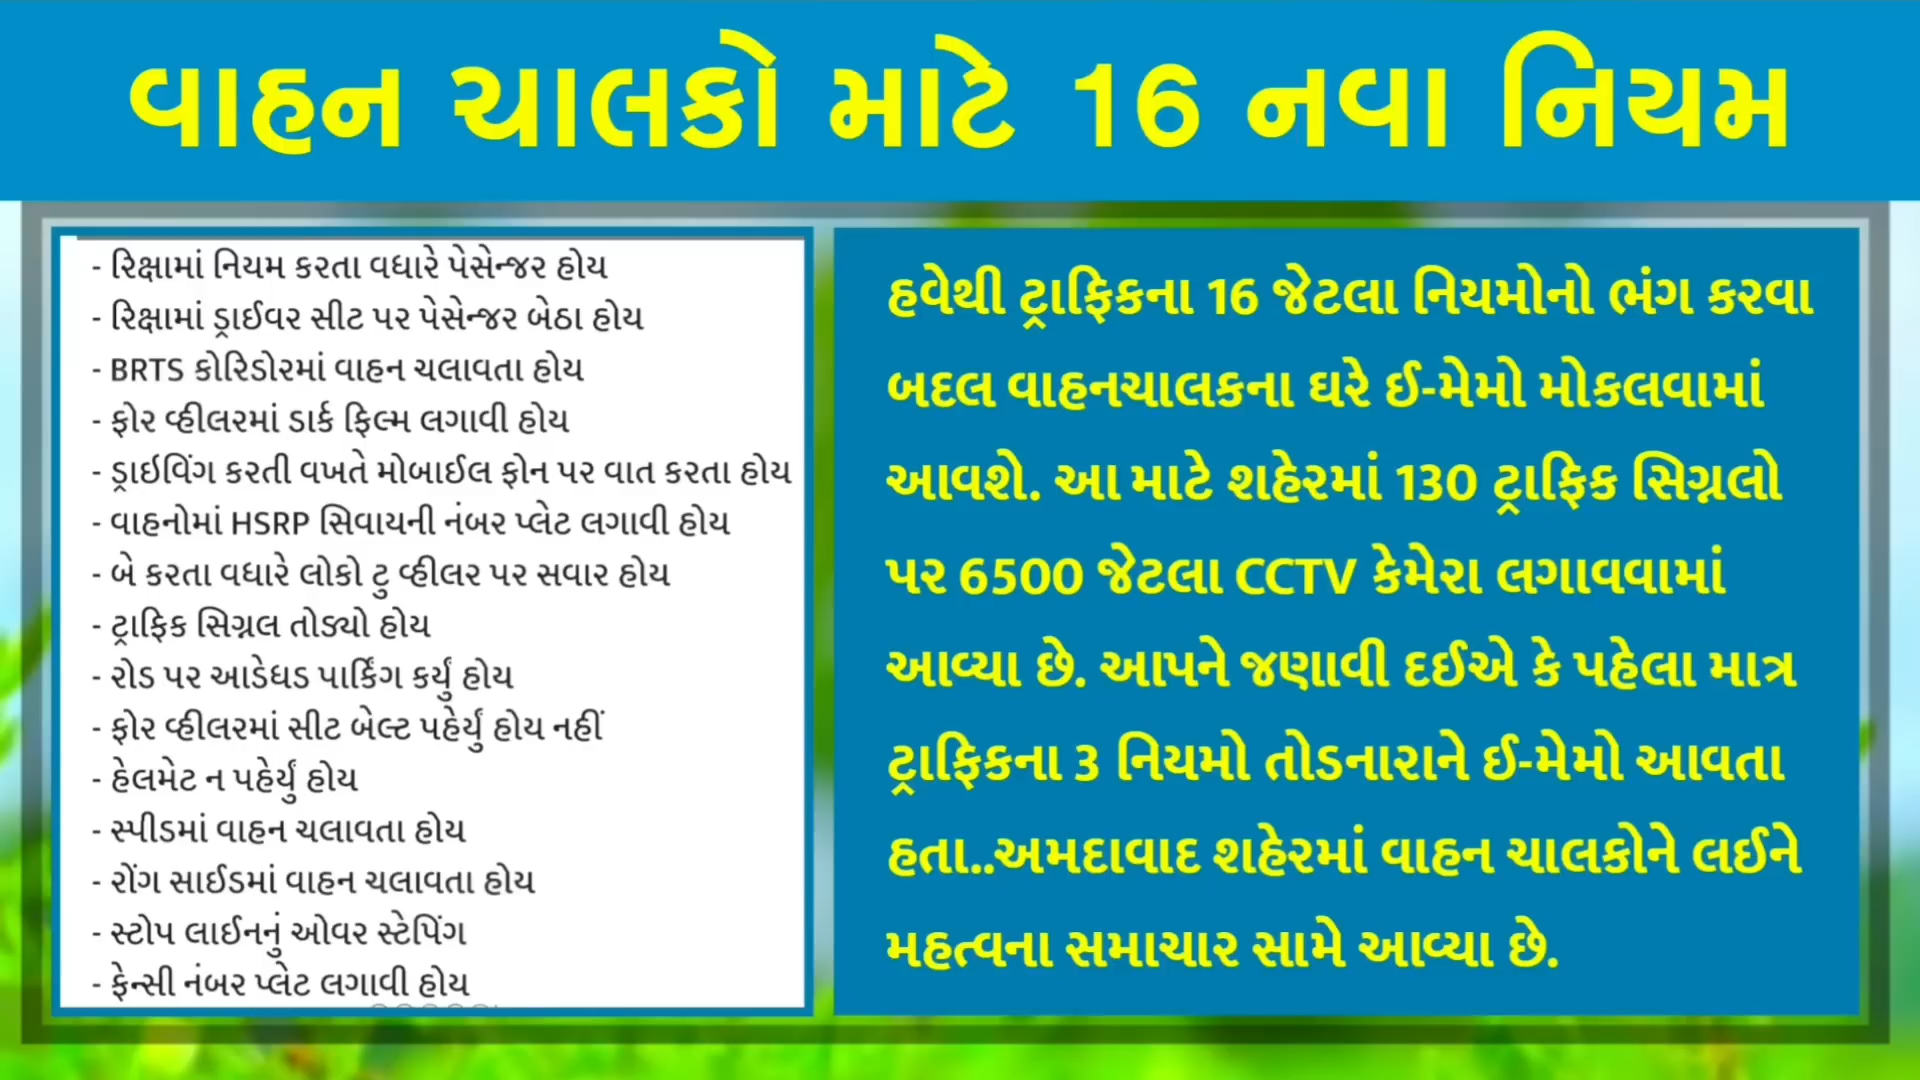 વાહન ચાલકો માટે 16 નવા નિયમ
- રિક્ષામાં નિયમ કરતા વધારે પેસેન્જર હોય
- રિક્ષામાં ડ્રાઈવર સીટ પર પેસેન્જર બેઠા હોય
- BRTS કોરિડોરમાં વાહન ચલાવતા હોય
- ફોર વ્હીલરમાં ડાર્ક ફિલ્મ લગાવી હોય
- ડ્રાઇવિંગ કરતી વખતે મોબાઈલ ફોન પર વાત કરતા હોય
- વાહનોમાં HSRP સિવાયની નંબર પ્લેટ લગાવી હોય
- બે કરતા વધારે લોકો ટુ વ્હીલર પર સવાર હોય
- ટ્રાફિક સિગ્નલ તોડ્યો હોય
- રોડ પર આડેધડ પાર્કિંગ કર્યું હોય
- ફોર વ્હીલરમાં સીટ બેલ્ટ પહેર્યું હોય નહીં
- હેલમેટ ન પહેર્યું હોય
- સ્પીડમાં વાહન ચલાવતા હોય
- રોંગ સાઈડમાં વાહન ચલાવતા હોય
- સ્ટોપ લાઈનનું ઓવર સ્ટેપિંગ
- ફેન્સી નંબર પ્લેટ લગાવી હોય
હવેથી ટ્રાફિકના 16 જેટલા નિયમોનો ભંગ કરવા
બદલ વાહનચાલકના ઘરે ઈ-મેમો મોકલવામાં
આવશે. આ માટે શહેરમાં 130 ટ્રાફિક સિગ્નલો
પર 6500 જેટલા CCTV કેમેરા લગાવવામાં
આવ્યા છે. આપને જણાવી દઈએ કે પહેલા માત્ર
ટ્રાફિકના 3 નિયમો તોડનારાને ઈ-મેમો આવતા
હતા..અમદાવાદ શહેરમાં વાહન ચાલકોને લઈને
મહત્વના સમાચાર સામે આવ્યા છે.